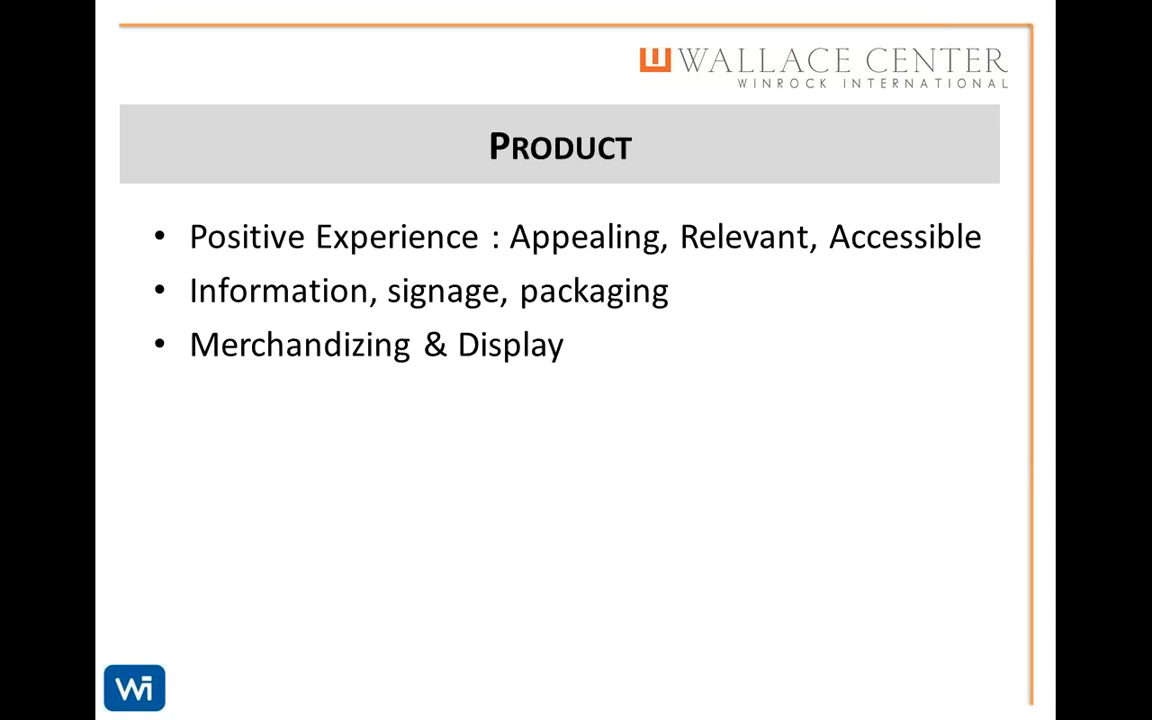 WALLACE CENTER
WINROCK INTERNATIONAL
PRODUCT
• Positive Experience : Appealing, Relevant, Accessible
• Information, signage, packaging
• Merchandizing & Display
Wi